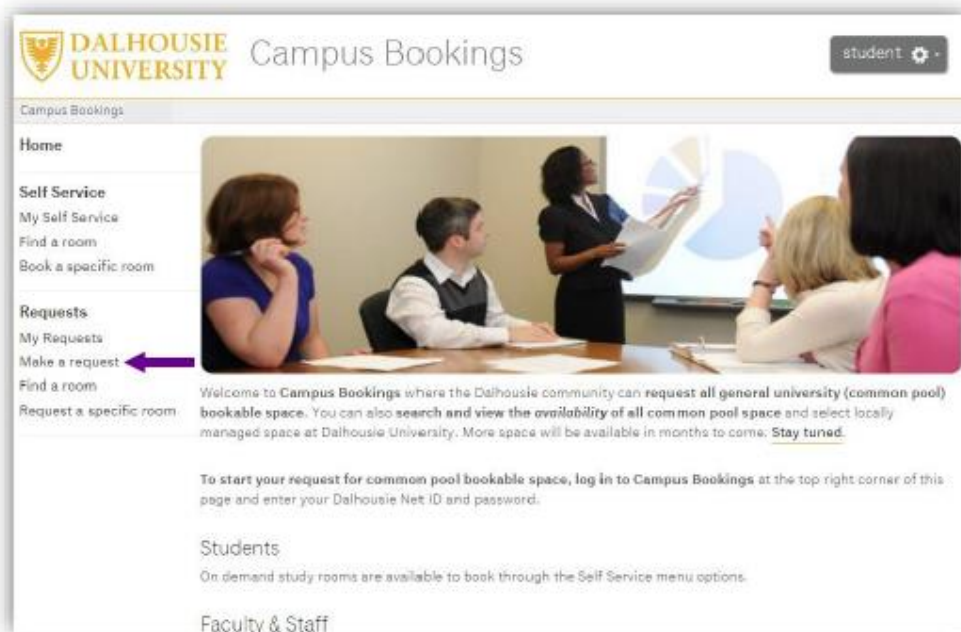 DALHOUSIE
UNIVERSITY
Campus Bookings
student
Campus Bookings
Home
Self Service
My Self Service
Find a room
Book a specific room
Requests
My Requests
Make a request
Find a room
Request a specific room
Welcome to Campus Bookings where the Dalhousie community can request all general university (common pool)
bookable space. You can also search and view the availability of all common pool space and select locally
managed space at Dalhousie University. More space will be available in months to come. Stay tuned.
To start your request for common pool bookable space, log in to Campus Bookings at the top right corner of this
page and enter your Dalhousie Net ID and password.
Students
On demand study rooms are available to book through the Self Service menu options.
Faculty & Staff